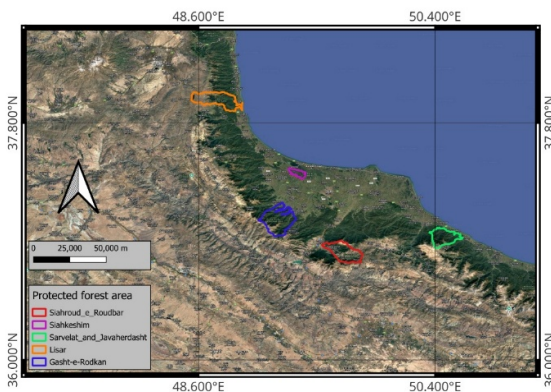 48.600°E 50.400°E
37.800°N 37.800°N
0 25,000 50,000 m
Protected forest area
Siahroud_e_Roudbar
Siahkeshim
Sarvelat_and_Javaherdasht
Lisar
Gasht-e-Rodkan
36.000°N 36.000°N
48.600°E 50.400°E